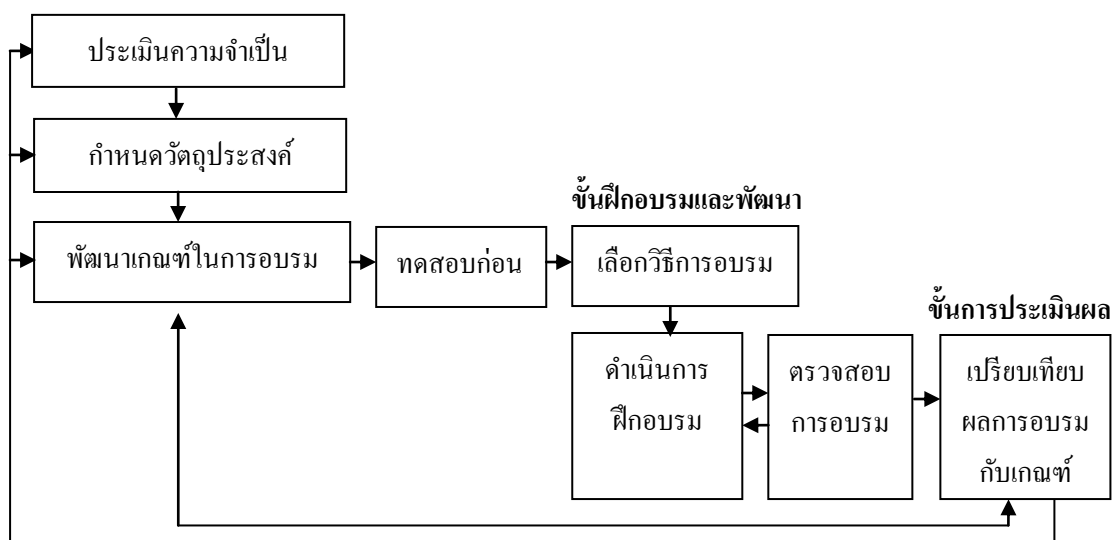 ประเมินความจำเป็น
กำหนดวัตถุประสงค์
พัฒนาเกณฑ์ในการอบรม
ทดสอบก่อน
ขั้นฝึกอบรมและพัฒนา
เลือกวิธีการอบรม
ดำเนินการ
ฝึกอบรม
ตรวจสอบ
การอบรม
ขั้นการประเมินผล
เปรียบเทียบ
ผลการอบรม
กับเกณฑ์